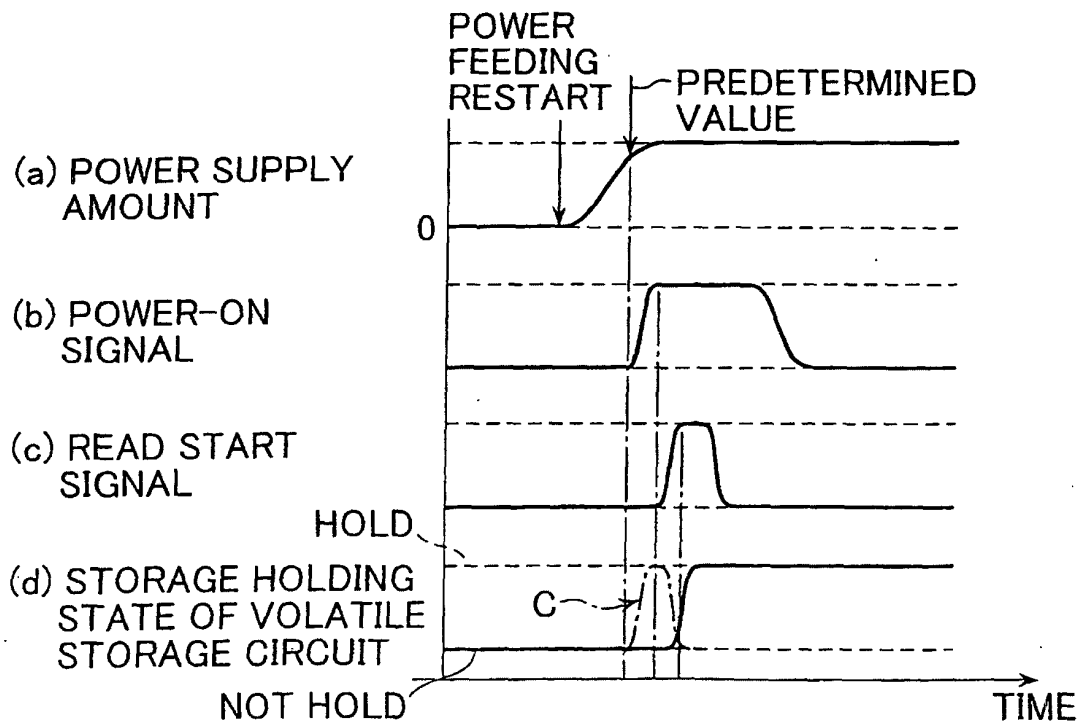 POWER
FEEDING
RESTART
PREDETERMINED
VALUE
(a) POWER SUPPLY
AMOUNT
0
(b) POWER-ON
SIGNAL
(c) READ START
SIGNAL
HOLD
(d) STORAGE HOLDING
STATE OF VOLATILE
STORAGE CIRCUIT
C
NOT HOLD
TIME